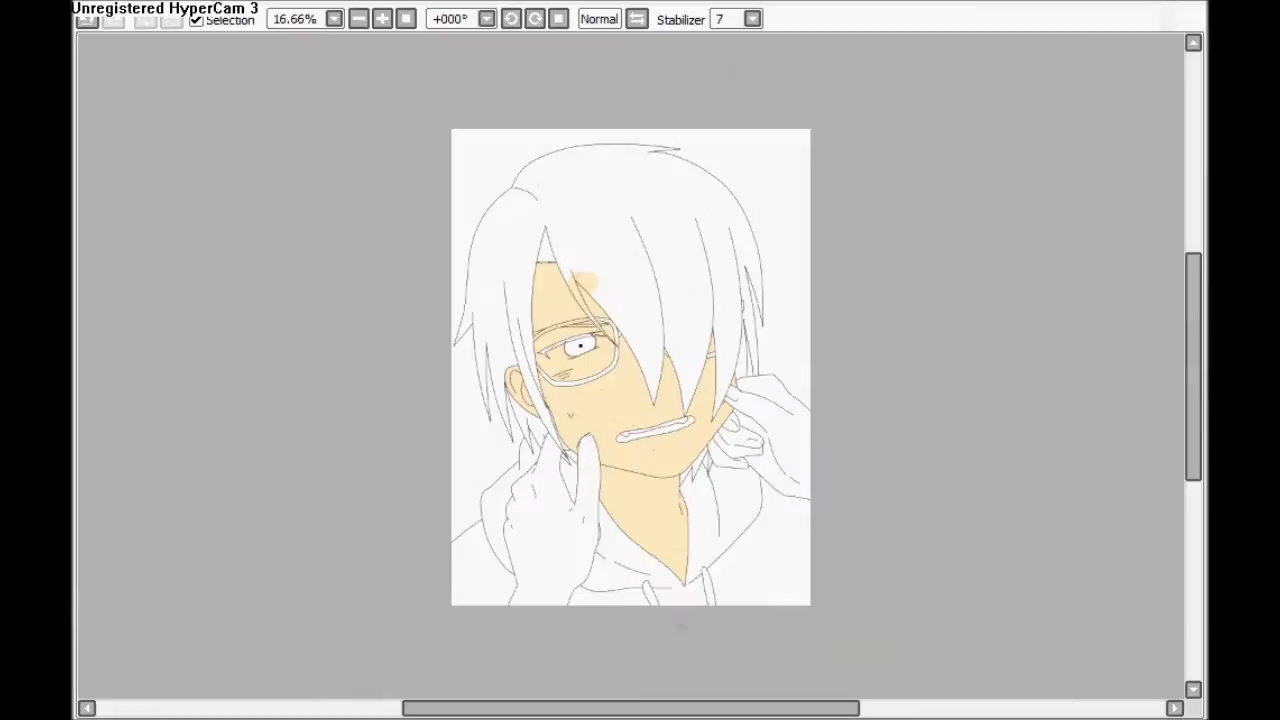 Unregistered HyperCam 3
Selection 16.66% +000° Normal Stabilizer 7